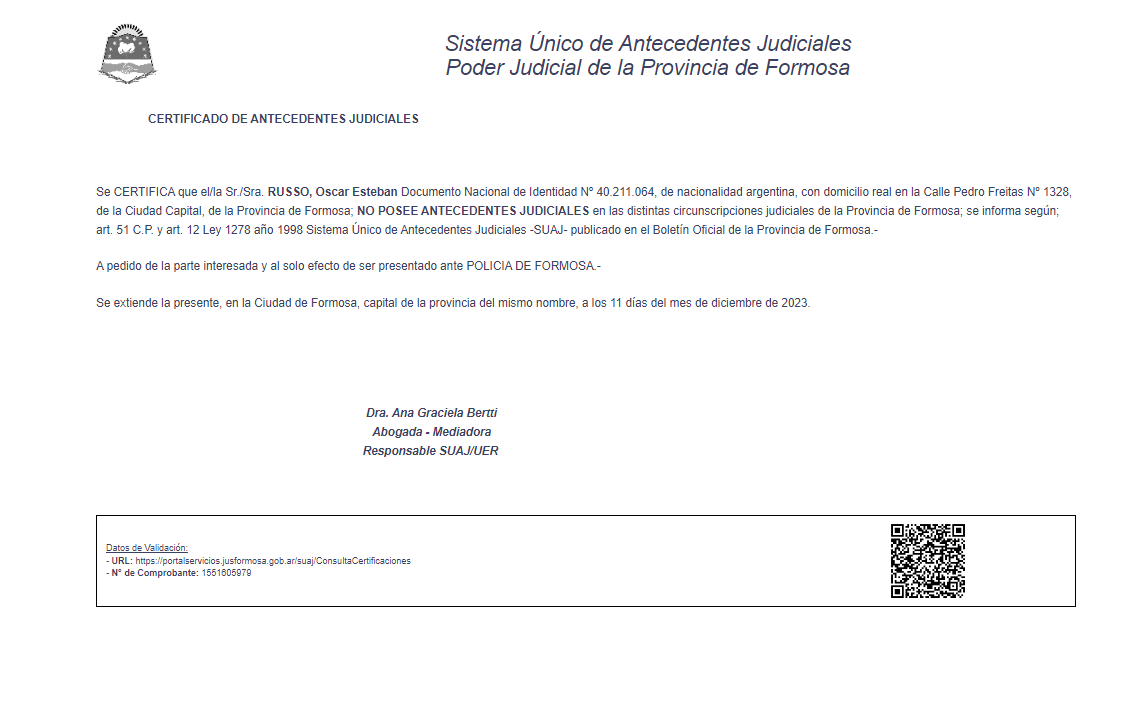 Sistema Único de Antecedentes Judiciales
Poder Judicial de la Provincia de Formosa
CERTIFICADO DE ANTECEDENTES JUDICIALES
Se CERTIFICA que el/la Sr./Sra. RUSSO, Oscar Esteban Documento Nacional de Identidad Nº 40.211.064, de nacionalidad argentina, con domicilio real en la Calle Pedro Freitas Nº 1328,
de la Ciudad Capital, de la Provincia de Formosa; NO POSEE ANTECEDENTES JUDICIALES en las distintas circunscripciones judiciales de la Provincia de Formosa; se informa según;
art. 51 C.P. y art. 12 Ley 1278 año 1998 Sistema Único de Antecedentes Judiciales -SUAJ- publicado en el Boletín Oficial de la Provincia de Formosa.-
A pedido de la parte interesada y al solo efecto de ser presentado ante POLICIA DE FORMOSA.-
Se extiende la presente, en la Ciudad de Formosa, capital de la provincia del mismo nombre, a los 11 días del mes de diciembre de 2023.
Dra. Ana Graciela Bertti
Abogada - Mediadora
Responsable SUAJ/UER
Datos de Validación:
- URL: https://portalservicios.jusformosa.gob.ar/suaj/ConsultaCertificaciones
- N° de Comprobante: 1551605979